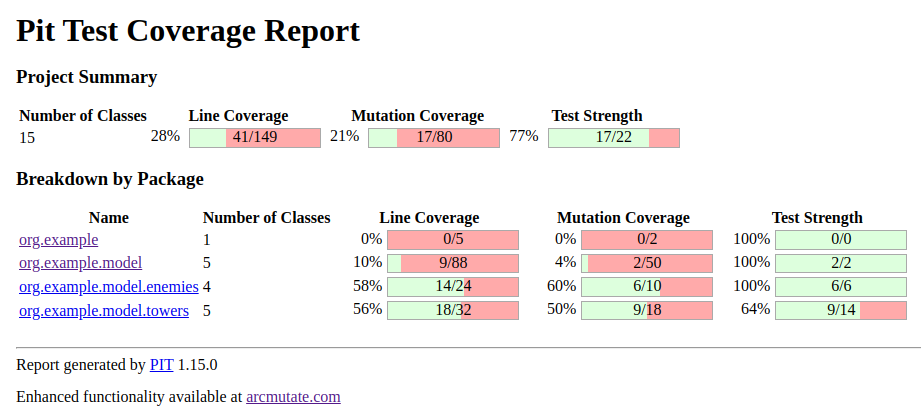 Pit Test Coverage Report
Project Summary
Number of Classes Line Coverage Mutation Coverage Test Strength
15 28% 41/149 21% 17/80 77% 17/22
Breakdown by Package
Name Number of Classes Line Coverage Mutation Coverage Test Strength
org.example 1 0% 0/5 0% 0/2 100% 0/0
org.example.model 5 10% 9/88 4% 2/50 100% 2/2
org.example.model.enemies 4 58% 14/24 60% 6/10 100% 6/6
org.example.model.towers 5 56% 18/32 50% 9/18 64% 9/14
Report generated by PIT 1.15.0
Enhanced functionality available at arcmutate.com